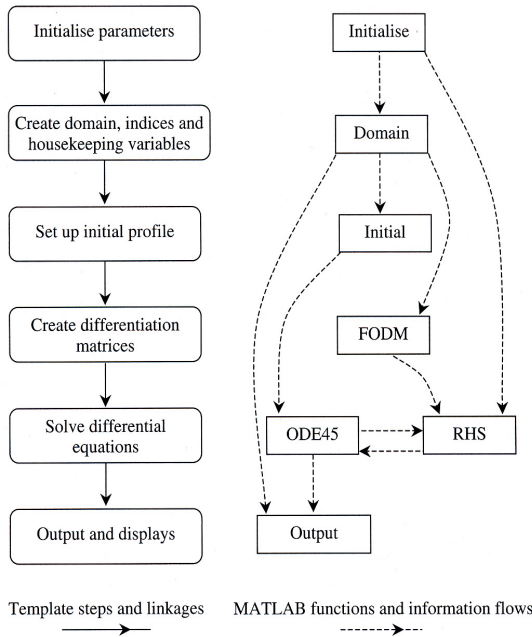 Initialise parameters
Create domain, indices and
housekeeping variables
Set up initial profile
Create differentiation
matrices
Solve differential
equations
Output and displays
Template steps and linkages
Initialise
Domain
Initial
FODM
ODE45
RHS
Output
MATLAB functions and information flows